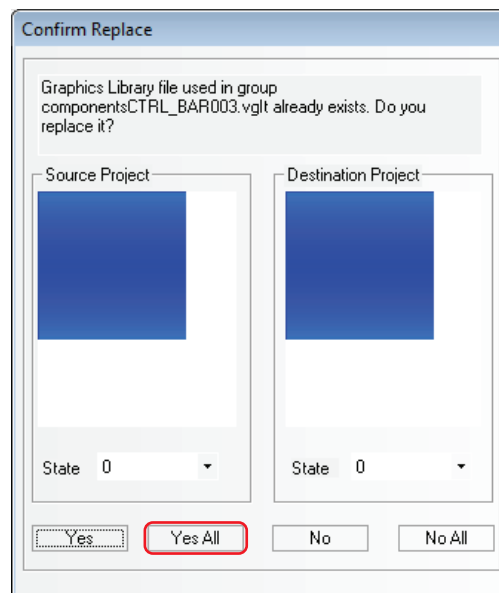 Confirm Replace
Graphics Library file used in group
componentsCTRL_BAR003.vglt already exists. Do you
replace it?
Source Project
Destination Project
State 0
State 0
Yes
Yes All
No
No All